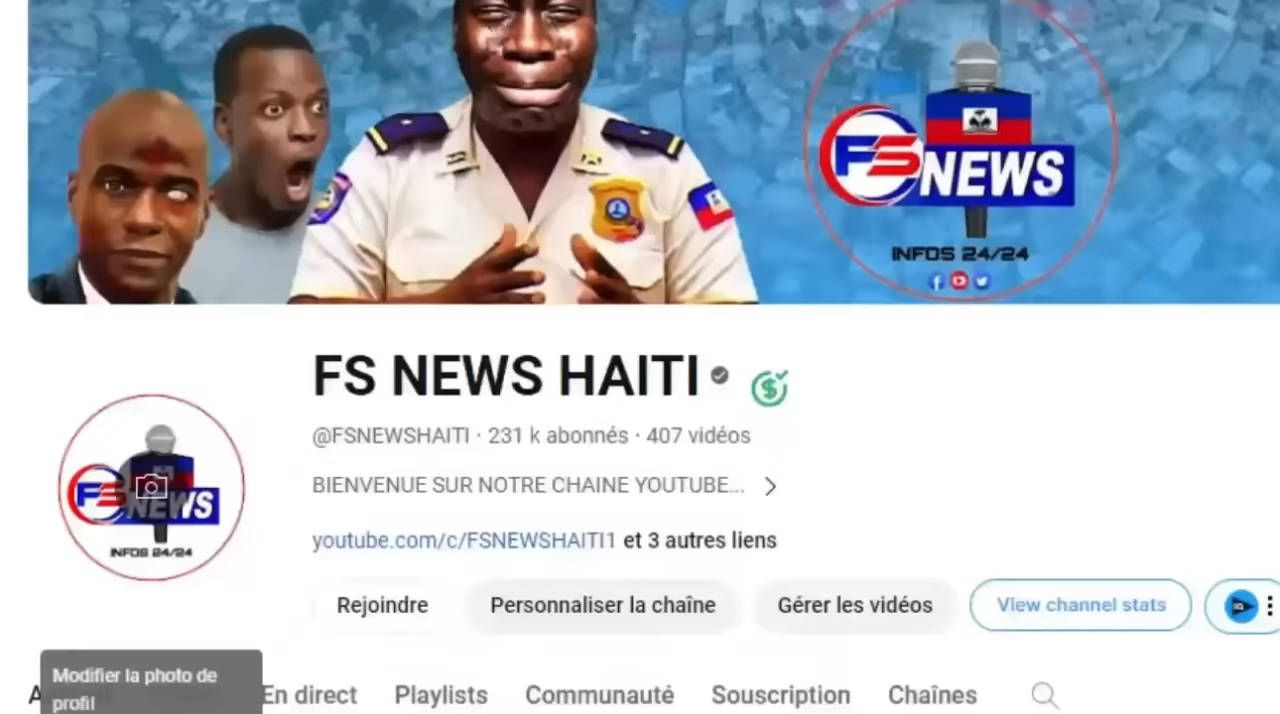 FS NEWS
INFOS 24/24
FS NEWS HAITI
@FSNEWSHAITI · 231 k abonnés · 407 vidéos
BIENVENUE SUR NOTRE CHAINE YOUTUBE...
youtube.com/c/FSNEWSHAITI1 et 3 autres liens
FS NEWS
INFOS 24/24
Rejoindre Personnaliser la chaîne Gérer les vidéos View channel stats
Modifier la photo de
profil
En direct Playlists Communauté Souscription Chaînes